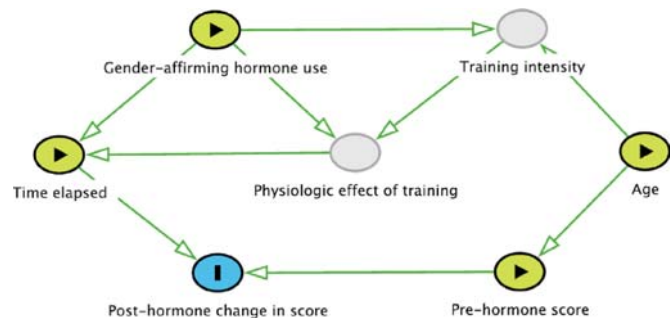 Gender-affirming hormone use
Training intensity
Time elapsed
Physiologic effect of training
Age
Post-hormone change in score
Pre-hormone score